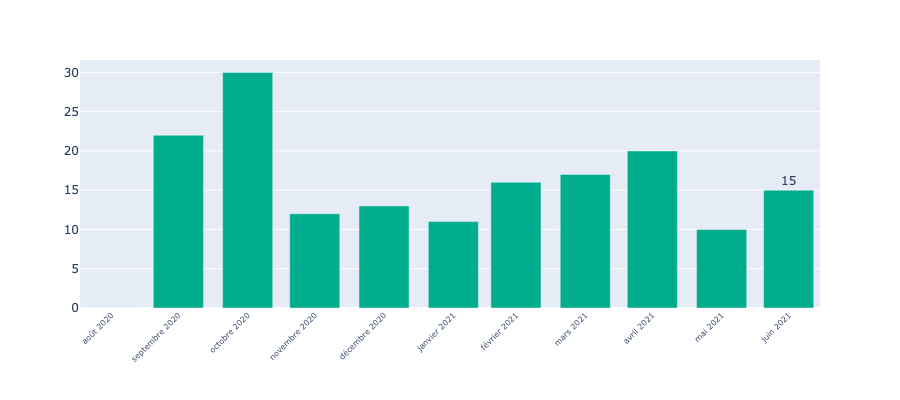 30
25
20
15
10
5
0
15
août 2020
septembre 2020
octobre 2020
novembre 2020
décembre 2020
janvier 2021
février 2021
mars 2021
avril 2021
mai 2021
juin 2021